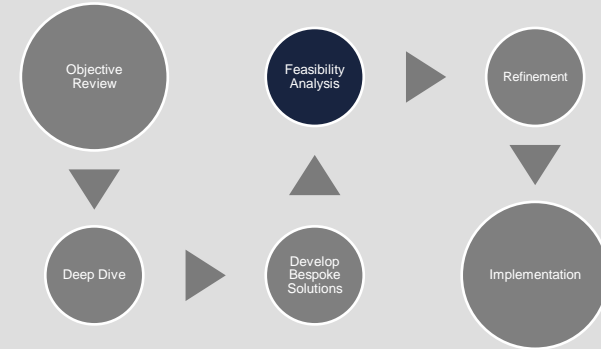 Objective
Review
Deep Dive
Develop
Bespoke
Solutions
Feasibility
Analysis
Refinement
Implementation